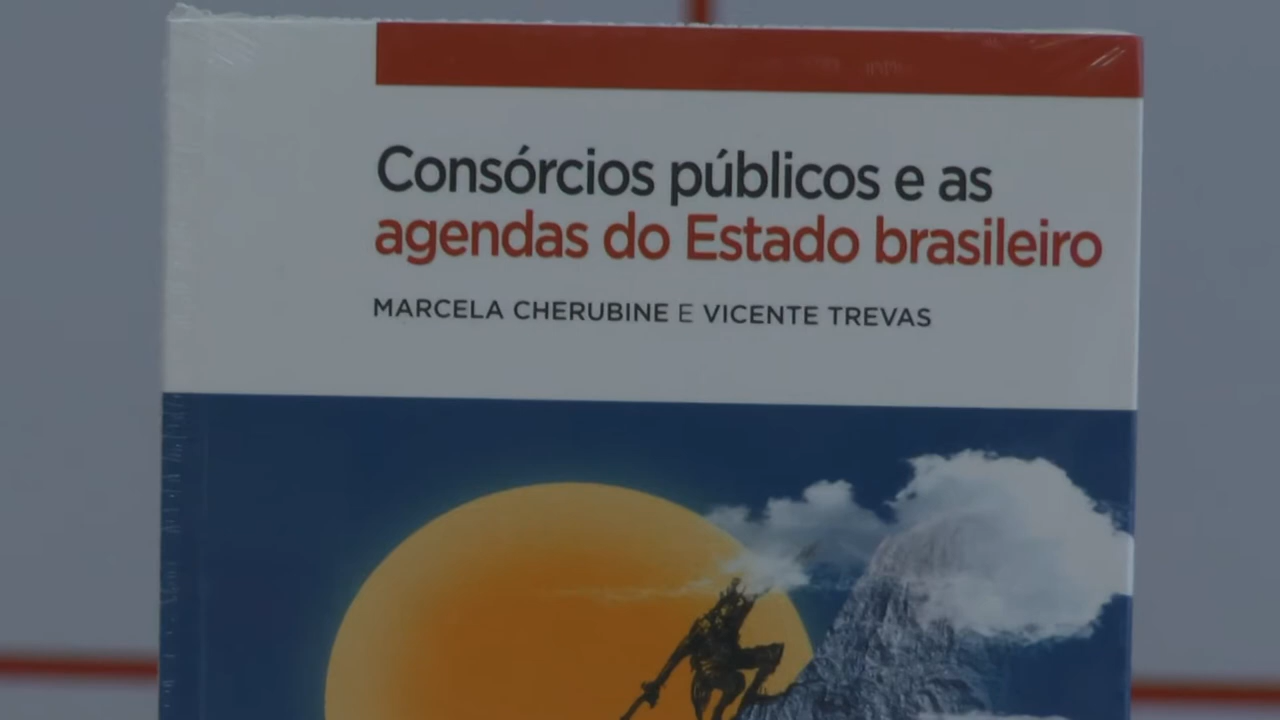 Consórcios públicos e as
agendas do Estado brasileiro
MARCELA CHERUBINE E VICENTE TREVAS